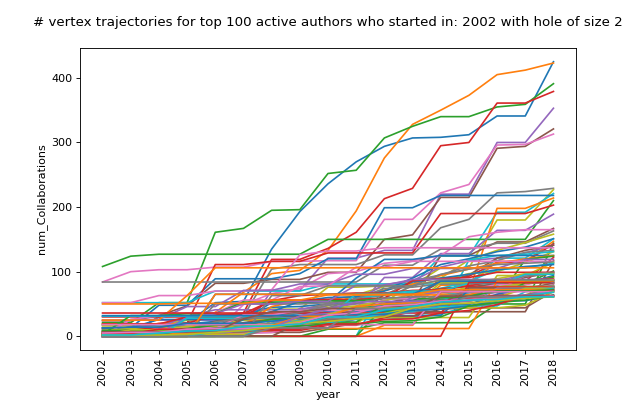 # vertex trajectories for top 100 active authors who started in: 2002 with hole of size 2
400
300
200
100
0
num_Collaborations
2002 2003 2004 2005 2006 2007 2008 2009 2010 2011 2012 2013 2014 2015 2016 2017 2018
year